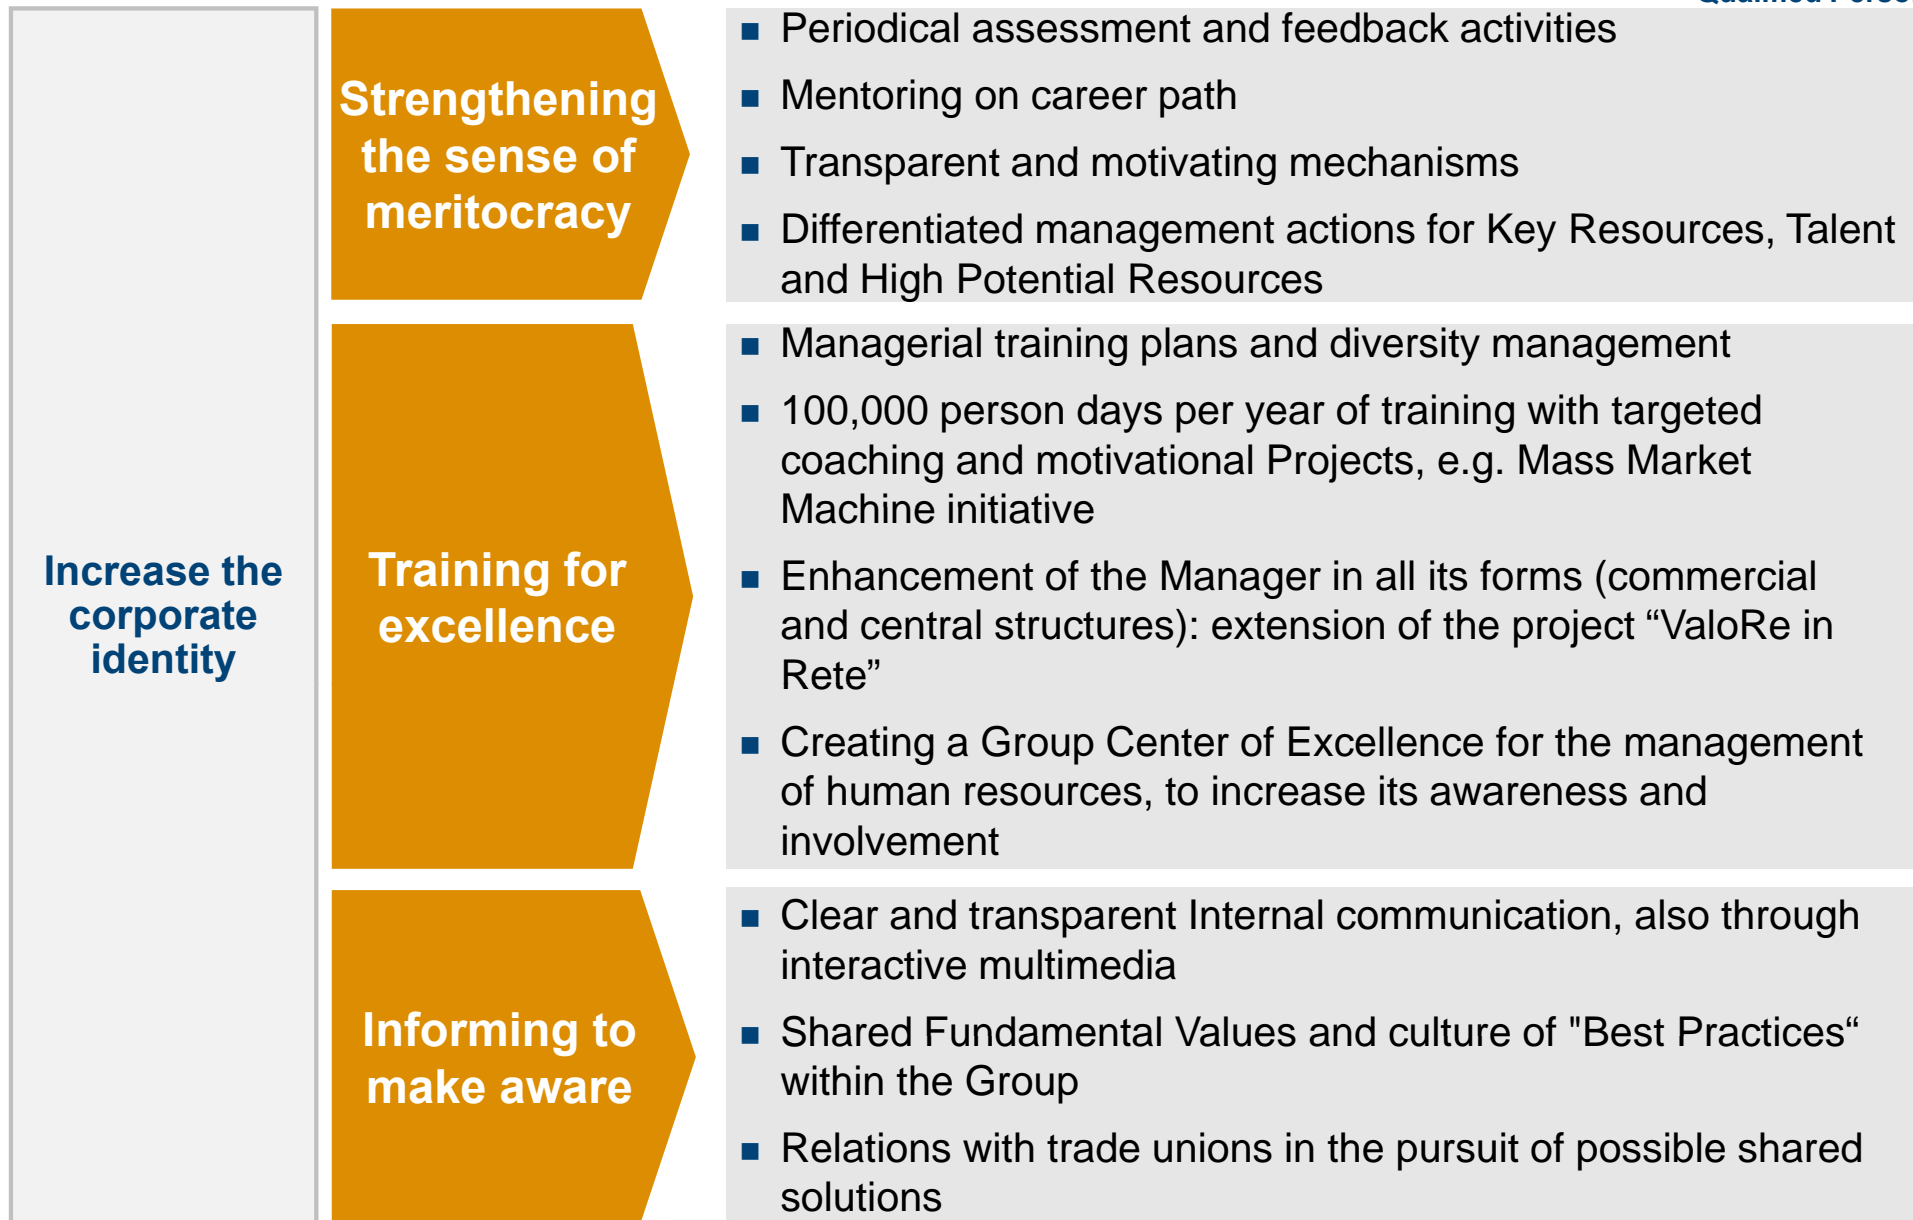 Increase the
corporate
identity
Strengthening
the sense of
meritocracy
■ Periodical assessment and feedback activities
■ Mentoring on career path
■ Transparent and motivating mechanisms
■ Differentiated management actions for Key Resources, Talent
and High Potential Resources
Training for
excellence
■ Managerial training plans and diversity management
■ 100,000 person days per year of training with targeted
coaching and motivational Projects, e.g. Mass Market
Machine initiative
■ Enhancement of the Manager in all its forms (commercial
and central structures): extension of the project “ValoRe in
Rete”
■ Creating a Group Center of Excellence for the management
of human resources, to increase its awareness and
involvement
Informing to
make aware
■ Clear and transparent Internal communication, also through
interactive multimedia
■ Shared Fundamental Values and culture of "Best Practices“
within the Group
■ Relations with trade unions in the pursuit of possible shared
solutions